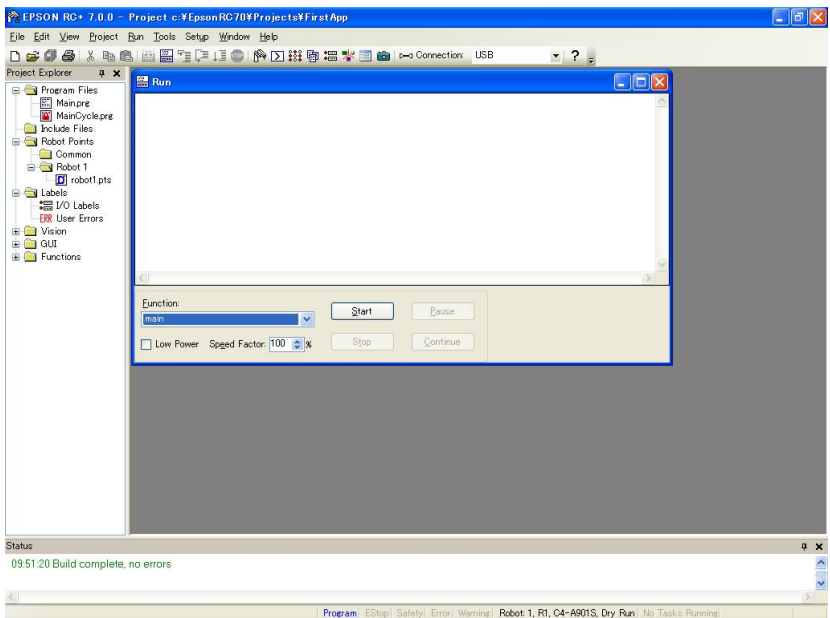 EPSON RC+ 7.0.0 - Project c:¥EpsonRC70¥Projects¥FirstApp
File Edit View Project Run Tools Setup Window Help
Connection: USB
?
Project Explorer
Program Files
Main.prg
MainCycle.prg
Include Files
Robot Points
Common
Robot 1
robot1.pts
Labels
I/O Labels
ERR User Errors
Vision
GUI
Functions
Run
Function:
main
Start
Pause
Low Power
Speed Factor: 100 %
Stop
Continue
Status
09:51:20 Build complete, no errors
Program EStop Safety Error Warning Robot 1, R1, C4-A901S, Dry Run No Tasks Running